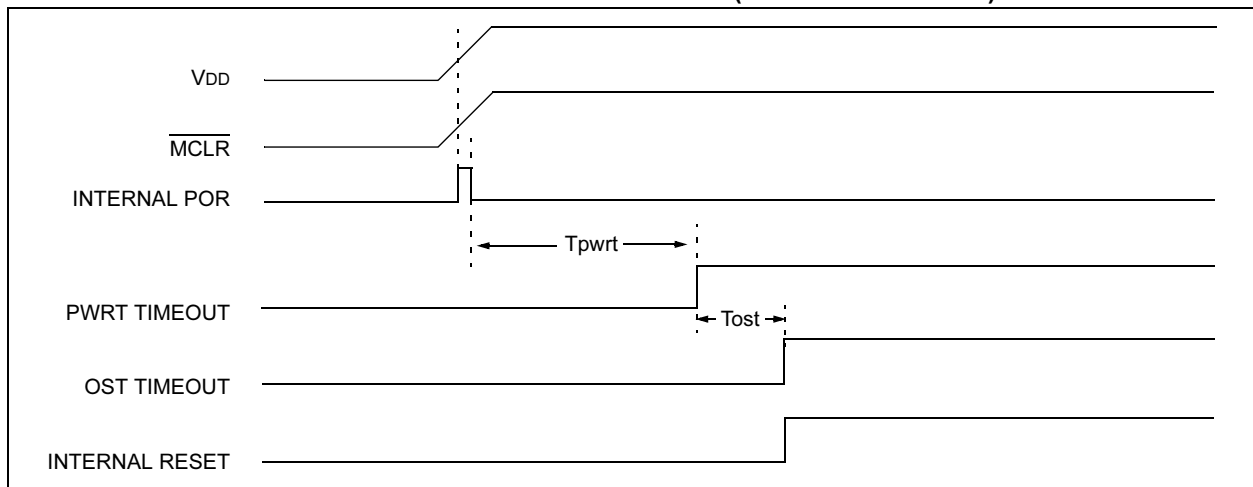 VDD
MCLR
INTERNAL POR
Tpwrt
PWRT TIMEOUT
Tost
OST TIMEOUT
INTERNAL RESET